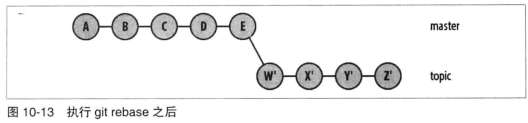 A B C D E master
W' X' Y' Z' topic
图 10-13 执行 git rebase 之后